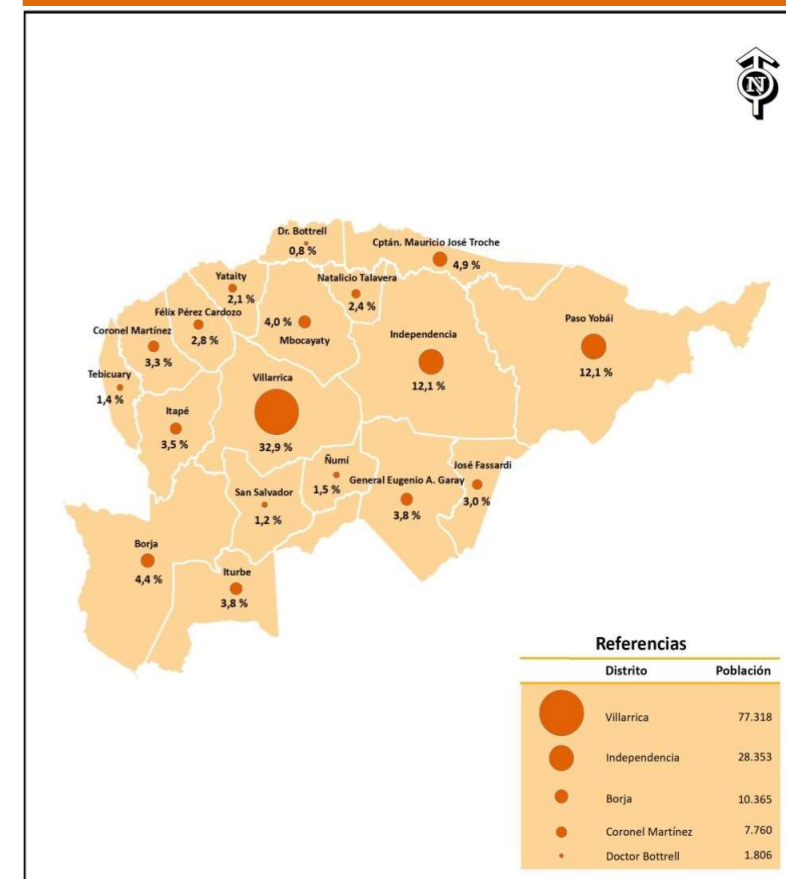 N
Dr. Bottrell
0,8 %
Cptán. Mauricio José Troche
4,9 %
Yataity
2,1 %
Natalicio Talavera
2,4 %
Félix Pérez Cardozo
2,8 %
4,0 %
Mbocayaty
Coronel Martínez
3,3 %
Independencia
12,1 %
Paso Yobái
12,1 %
Tebicuary
1,4 %
Villarrica
32,9 %
Itapé
3,5 %
Ñumí
1,5 %
José Fassardi
3,0 %
General Eugenio A. Garay
3,8 %
San Salvador
1,2 %
Borja
4,4 %
Iturbe
3,8 %
Referencias
Distrito Población
Villarrica 77.318
Independencia 28.353
Borja 10.365
Coronel Martínez 7.760
Doctor Bottrell 1.806